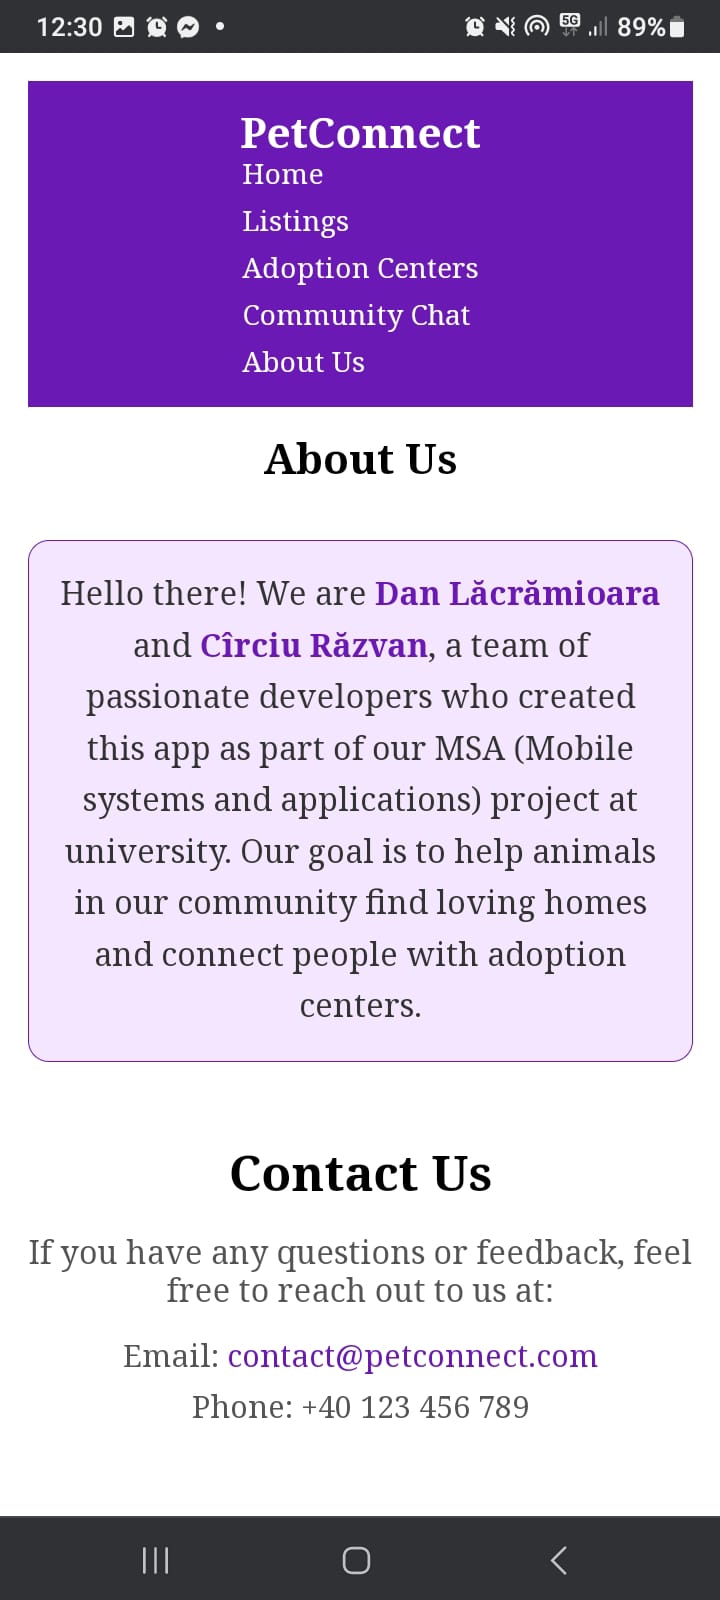 12:30
5G
89%
PetConnect
Home
Listings
Adoption Centers
Community Chat
About Us
About Us
Hello there! We are Dan Lăcrămioara
and Cîrciu Răzvan, a team of
passionate developers who created
this app as part of our MSA (Mobile
systems and applications) project at
university. Our goal is to help animals
in our community find loving homes
and connect people with adoption
centers.
Contact Us
If you have any questions or feedback, feel
free to reach out to us at:
Email: contact@petconnect.com
Phone: +40 123 456 789